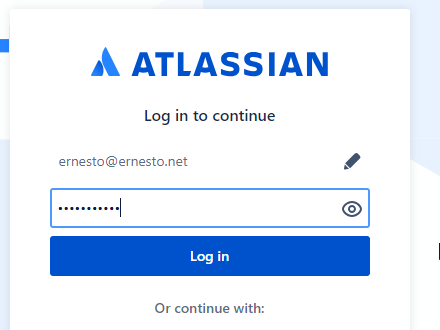 ATLASSIAN
Log in to continue
ernesto@ernesto.net
•••••••••••
Log in
Or continue with: